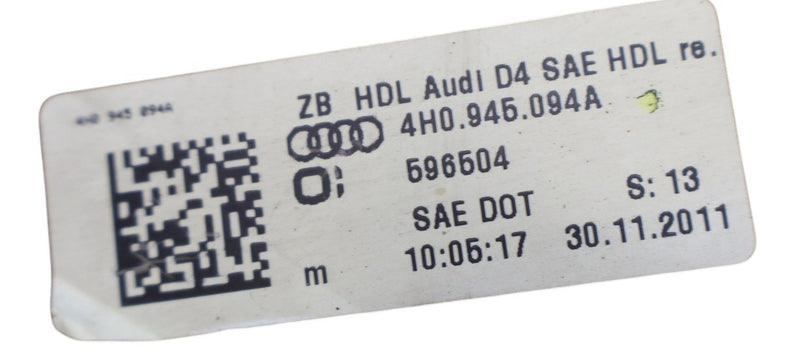 4H0 945 094A
ZB HDL Audi D4 SAE HDL re.
4H0.945.094A
596504
SAE DOT
S: 13
m
10:05:17
30.11.2011